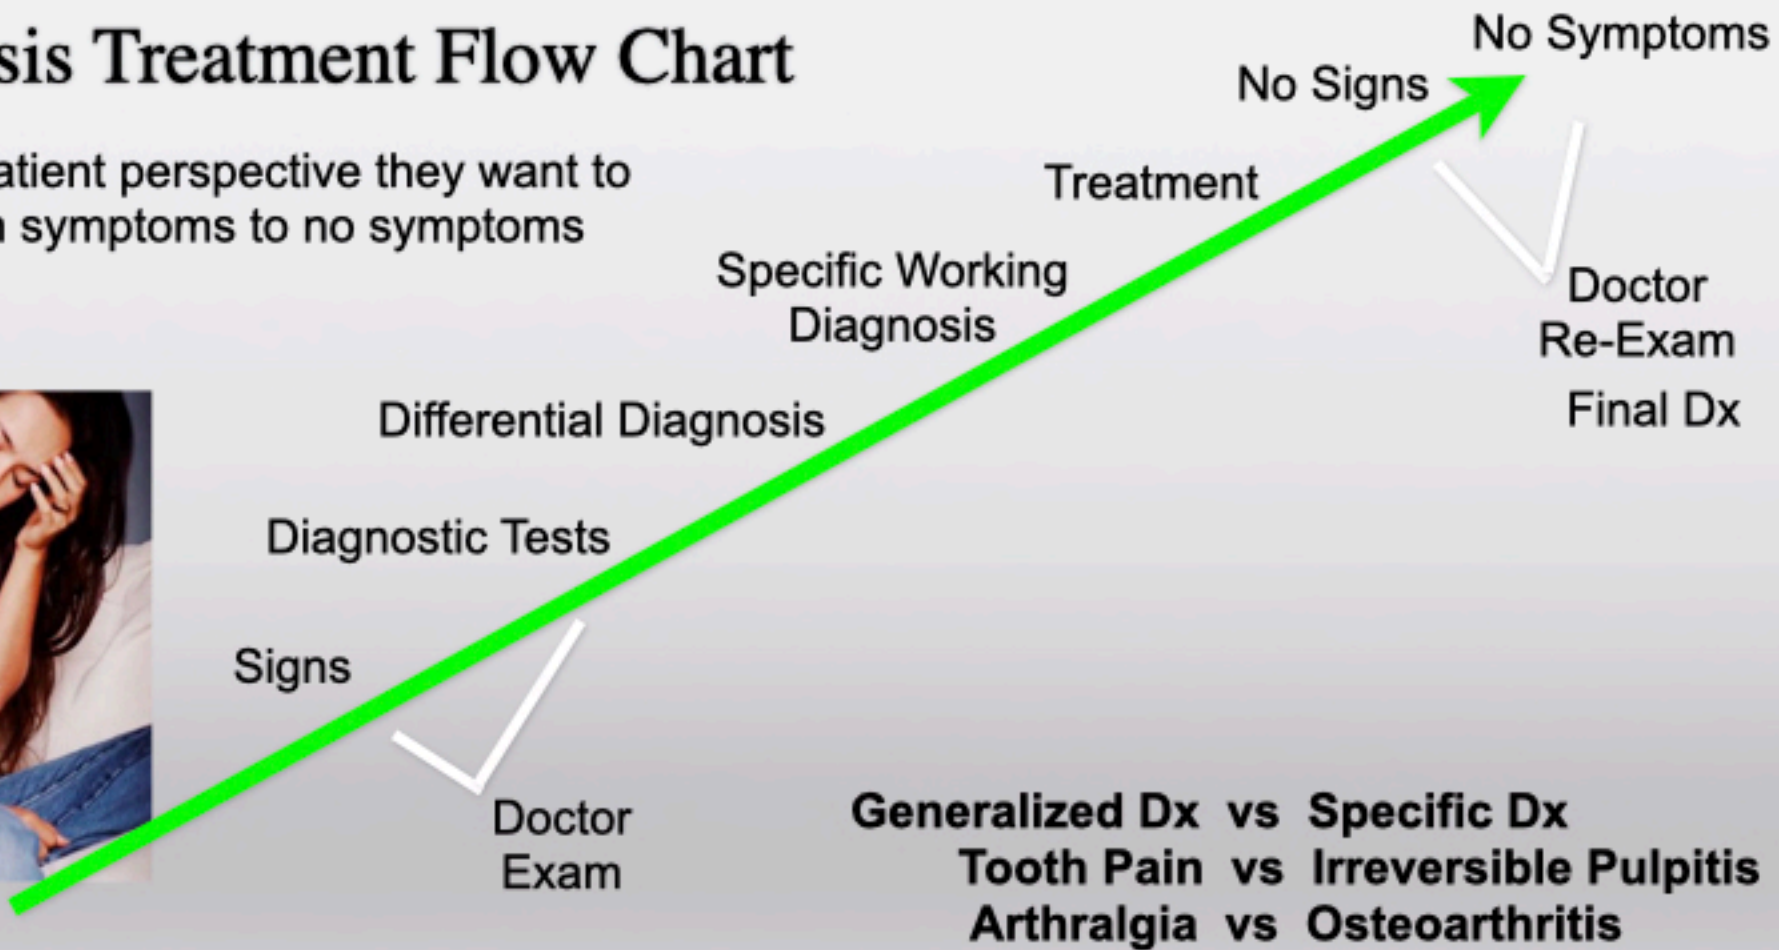 sis Treatment Flow Chart
atient perspective they want to
symptoms to no symptoms
No Symptoms
No Signs
Treatment
Specific Working
Diagnosis
Differential Diagnosis
Diagnostic Tests
Signs
Doctor
Exam
Doctor
Re-Exam
Final Dx
Generalized Dx vs Specific Dx
Tooth Pain vs Irreversible Pulpitis
Arthralgia vs Osteoarthritis